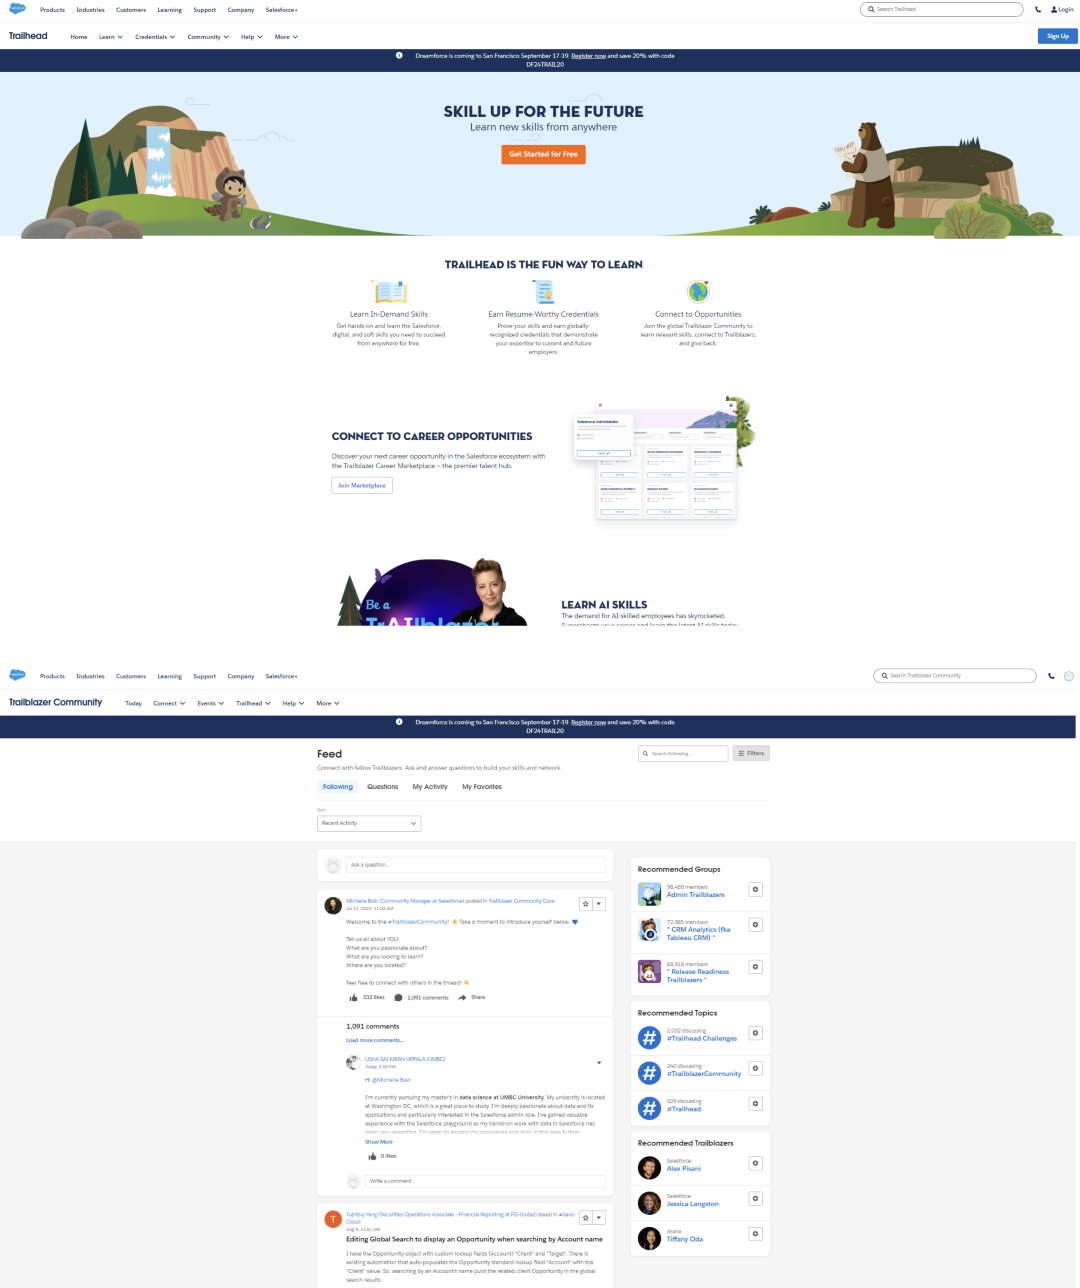 Products Industries Customers Learning Support Company Salesforce+
Search Trailhead
Login
Trailhead
Home Learn Credentials Community Help More
Sign Up
Dreamforce is coming to San Francisco September 17-19. Register now and save 20% with code
DF24TRAIL20
SKILL UP FOR THE FUTURE
Learn new skills from anywhere
Get Started for Free
TRAILHEAD IS THE FUN WAY TO LEARN
Learn In-Demand Skills
Get hands-on and learn the Salesforce,
digital, and soft skills you need to succeed
from anywhere for free.
Earn Resume-Worthy Credentials
Prove your skills and earn globally-
recognized credentials that demonstrate
your expertise to current and future
employers.
Connect to Opportunities
Join the global Trailblazer Community to
learn relevant skills, connect to Trailblazers,
and give back.
CONNECT TO CAREER OPPORTUNITIES
Discover your next career opportunity in the Salesforce ecosystem with
the Trailblazer Career Marketplace – the premier talent hub.
Join Marketplace
Salesforce Administrator
Be a
TrAIlblazer
LEARN AI SKILLS
The demand for AI-skilled employees has skyrocketed.
Supercharge your career and learn the latest AI skills today
Products Industries Customers Learning Support Company Salesforce+
Search Trailblazer Community
Trailblazer Community
Today Connect Events Trailhead Help More
Dreamforce is coming to San Francisco September 17-19. Register now and save 20% with code
DF24TRAIL20
Feed
Connect with fellow Trailblazers. Ask and answer questions to build your skills and network.
Search following...
Filters
Following Questions My Activity My Favorites
Sort
Recent Activity
Ask a question...
Michelle Blair (Community Manager at Salesforce) posted in Trailblazer Community Cove
Jul 11, 2023, 11:02 AM
Welcome to the #TrailblazerCommunity! 👋 Take a moment to introduce yourself below. 💙
Tell us all about YOU:
What are you passionate about?
What are you looking to learn?
Where are you located?
Feel free to connect with others in the thread! 👇
332 likes 1,091 comments Share
1,091 comments
Load more comments...
USHA SAI KIRAN UPPALA (UMBC)
Today, 5:50 PM
Hi @Michelle Blair
I'm currently pursuing my master's in data science at UMBC University. My university is located
at Washington DC, which is a great place to study. I'm deeply passionate about data and its
applications and particularly interested in the Salesforce admin role. I've gained valuable
experience with the Salesforce playground as my hands-on work with data in Salesforce has
been very rewarding. I'm eager to expand my knowledge and skills in this area further...
Show More
0 likes
Write a comment...
T
Tujintsuj Yang (Securities Operations Associate - Financial Reporting at FIS Global) asked in #Sales
Cloud
Aug 8, 11:51 AM
Editing Global Search to display an Opportunity when searching by Account name
I have the Opportunity object with custom lookup fields (Account) "Client" and "Target". There is
existing automation that auto-populates the Opportunity standard lookup field "Account" with the
"Client" value. So, searching by an Account's name pulls the related client Opportunity in the global
search results.
Recommended Groups
98,455 members
Admin Trailblazers
72,985 members
* CRM Analytics (fka
Tableau CRM) *
68,918 members
* Release Readiness
Trailblazers *
Recommended Topics
2,032 discussing
#Trailhead Challenges
240 discussing
#TrailblazerCommunity
929 discussing
#Trailhead
Recommended Trailblazers
Salesforce
Alex Pisani
Salesforce
Jessica Langston
Asana
Tiffany Oda